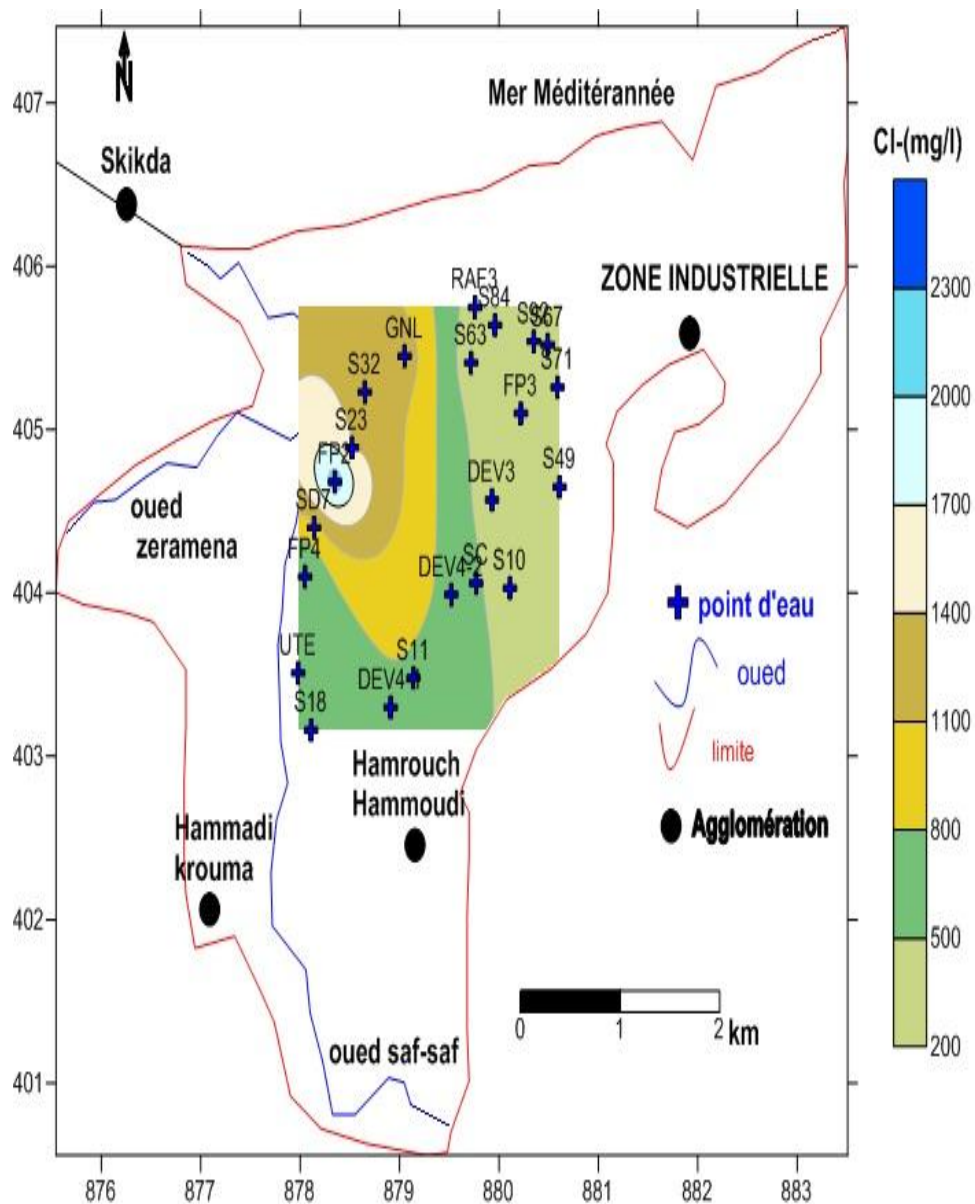 N
Mer Méditérannée
Cl-(mg/l)
Skikda
ZONE INDUSTRIELLE
RAE3
S84
GNL
S63
S92
S67
S71
S32
FP3
S23
FP2
DEV3
S49
SD7
oued
zeramena
FP4
DEV4-2
SC
S10
point d'eau
UTE
S11
DEV4
S18
oued
limite
Hamrouch
Hammoudi
Agglomération
Hammadi
krouma
oued saf-saf
0 1 2 km
407
406
405
404
403
402
401
876 877 878 879 880 881 882 883
2300
2000
1700
1400
1100
800
500
200